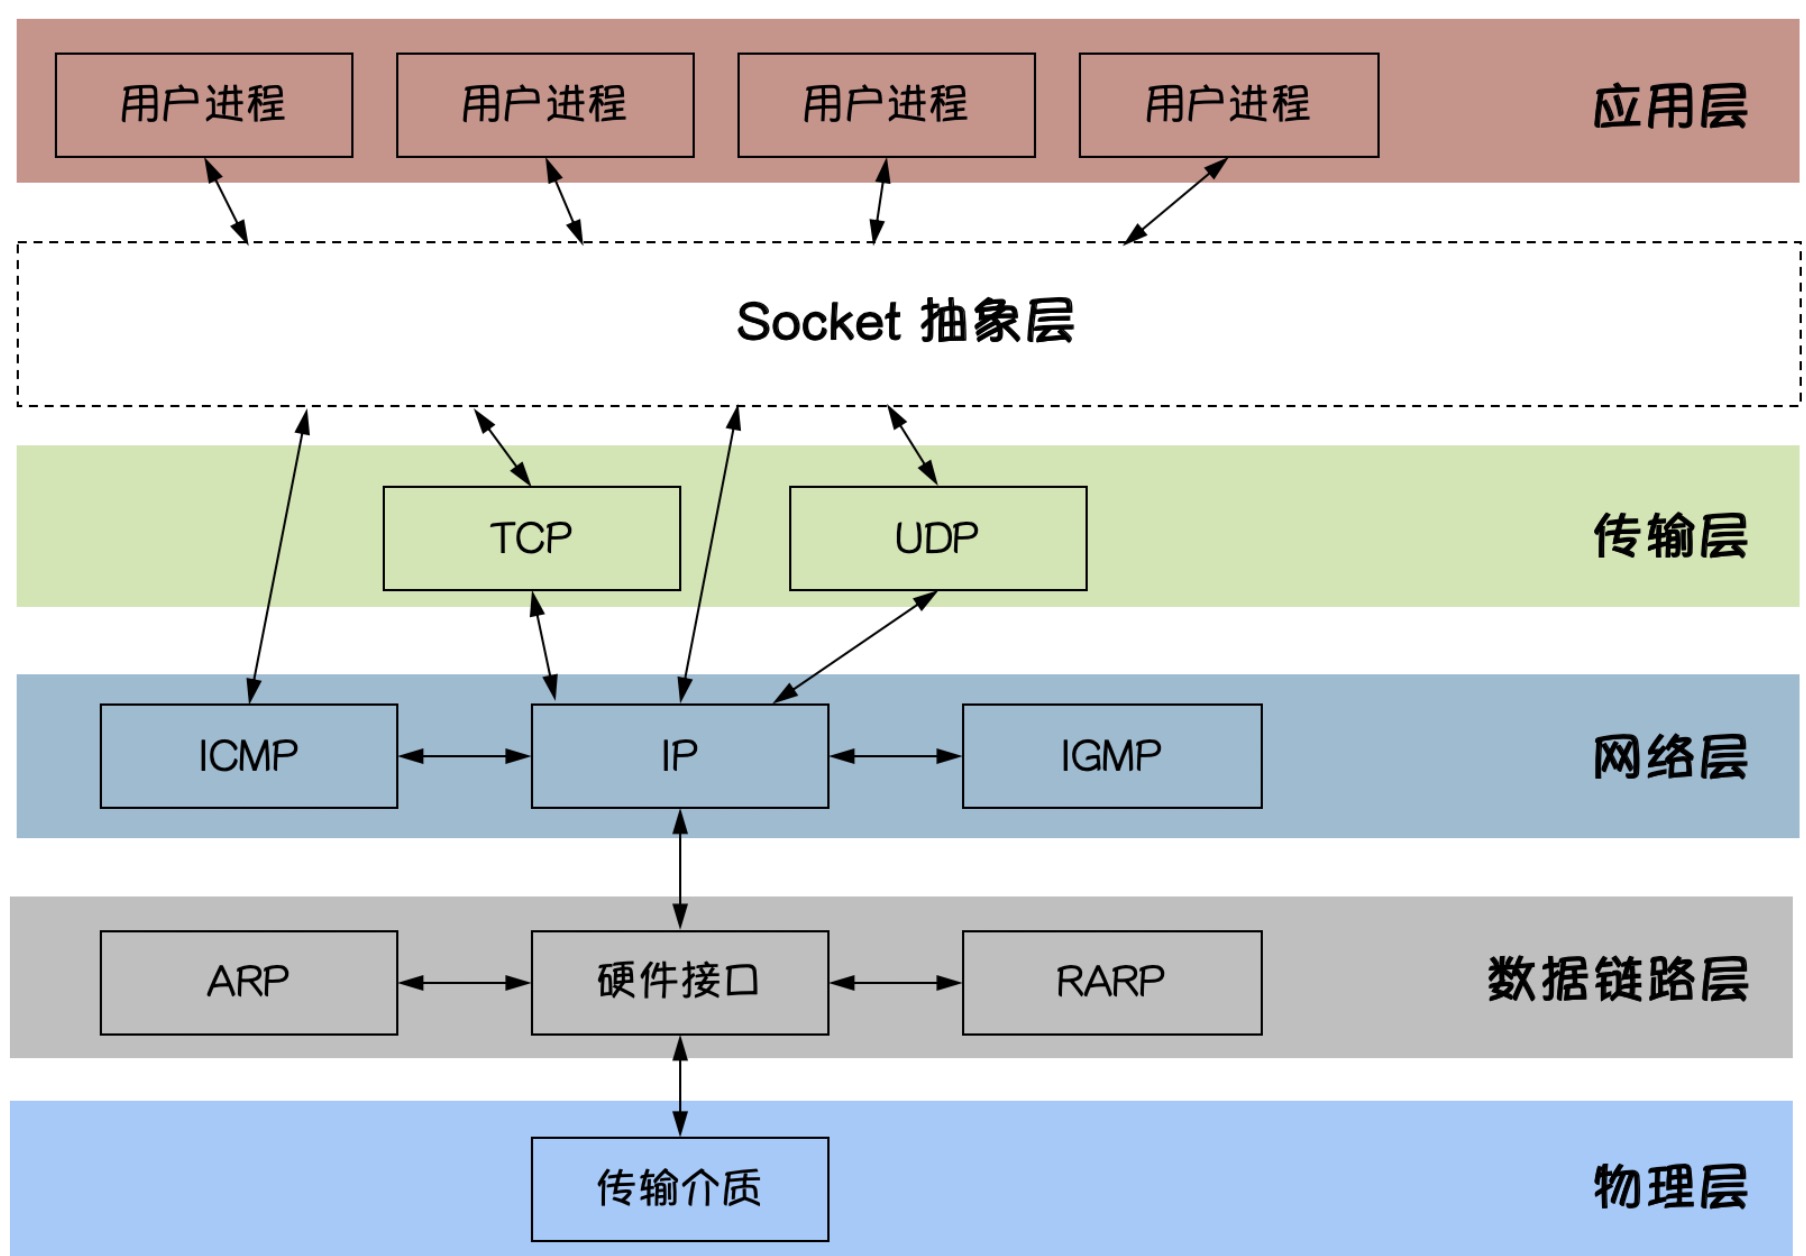 用户进程 用户进程 用户进程 用户进程 应用层
Socket 抽象层
TCP UDP 传输层
ICMP IP IGMP 网络层
ARP 硬件接口 RARP 数据链路层
传输介质 物理层